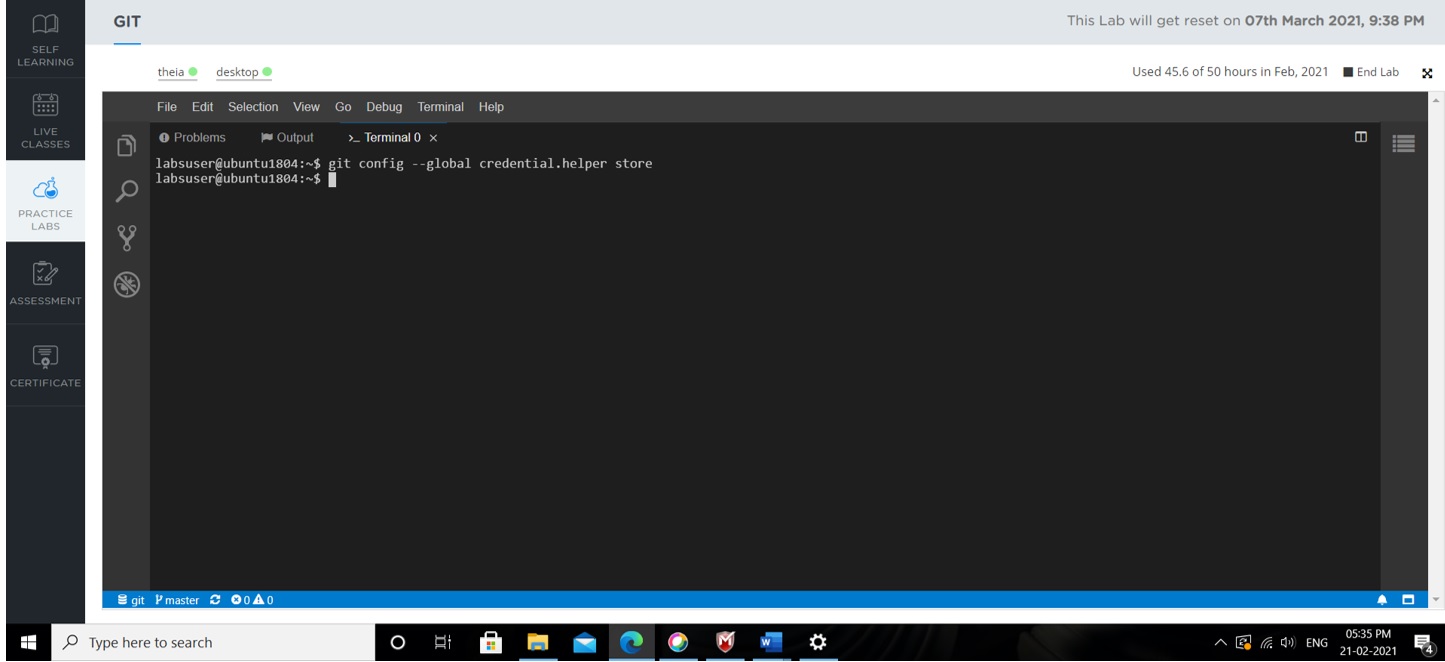 GIT
This Lab will get reset on 07th March 2021, 9:38 PM
SELF
LEARNING
LIVE
CLASSES
PRACTICE
LABS
ASSESSMENT
CERTIFICATE
theia desktop
Used 45.6 of 50 hours in Feb, 2021 End Lab
File Edit Selection View Go Debug Terminal Help
Problems Output >_ Terminal 0 ×
labsuser@ubuntu1804:~$ git config --global credential.helper store
labsuser@ubuntu1804:~$
git master 0 0
Type here to search
W
ENG
05:35 PM
21-02-2021
4